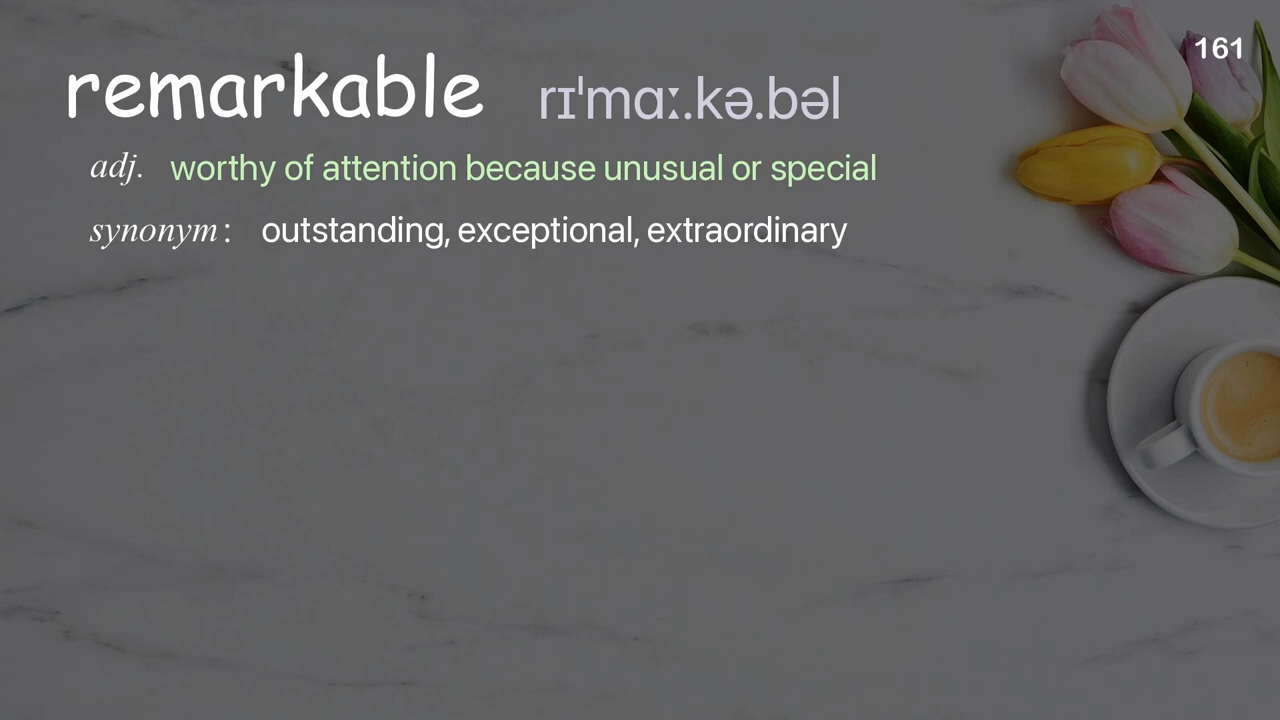 161
remarkable rɪˈmɑː.kə.bəl
adj. worthy of attention because unusual or special
synonym: outstanding, exceptional, extraordinary